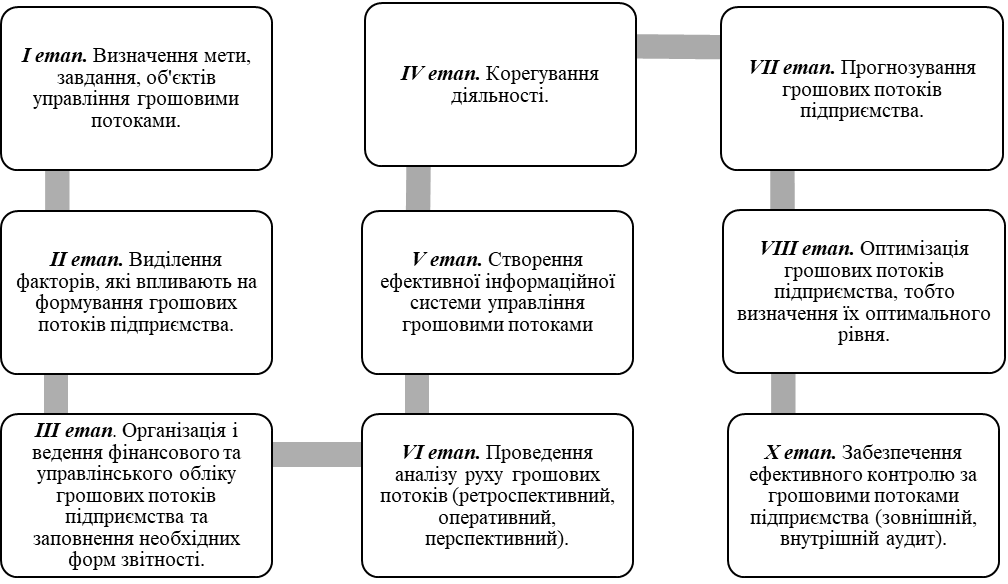 I етап. Визначення мети,
завдання, об'єктів
управління грошовими
потоками.
II етап. Виділення
факторів, які впливають на
формування грошових
потоків підприємства.
III етап. Організація і
ведення фінансового та
управлінського обліку
грошових потоків
підприємства та
заповнення необхідних
форм звітності.
IV етап. Корегування
діяльності.
V етап. Створення
ефективної інформаційної
системи управління
грошовими потоками
VI етап. Проведення
аналізу руху грошових
потоків (ретроспективний,
оперативний,
перспективний).
VII етап. Прогнозування
грошових потоків
підприємства.
VIII етап. Оптимізація
грошових потоків
підприємства, тобто
визначення їх оптимального
рівня.
X етап. Забезпечення
ефективного контролю за
грошовими потоками
підприємства (зовнішній,
внутрішній аудит).